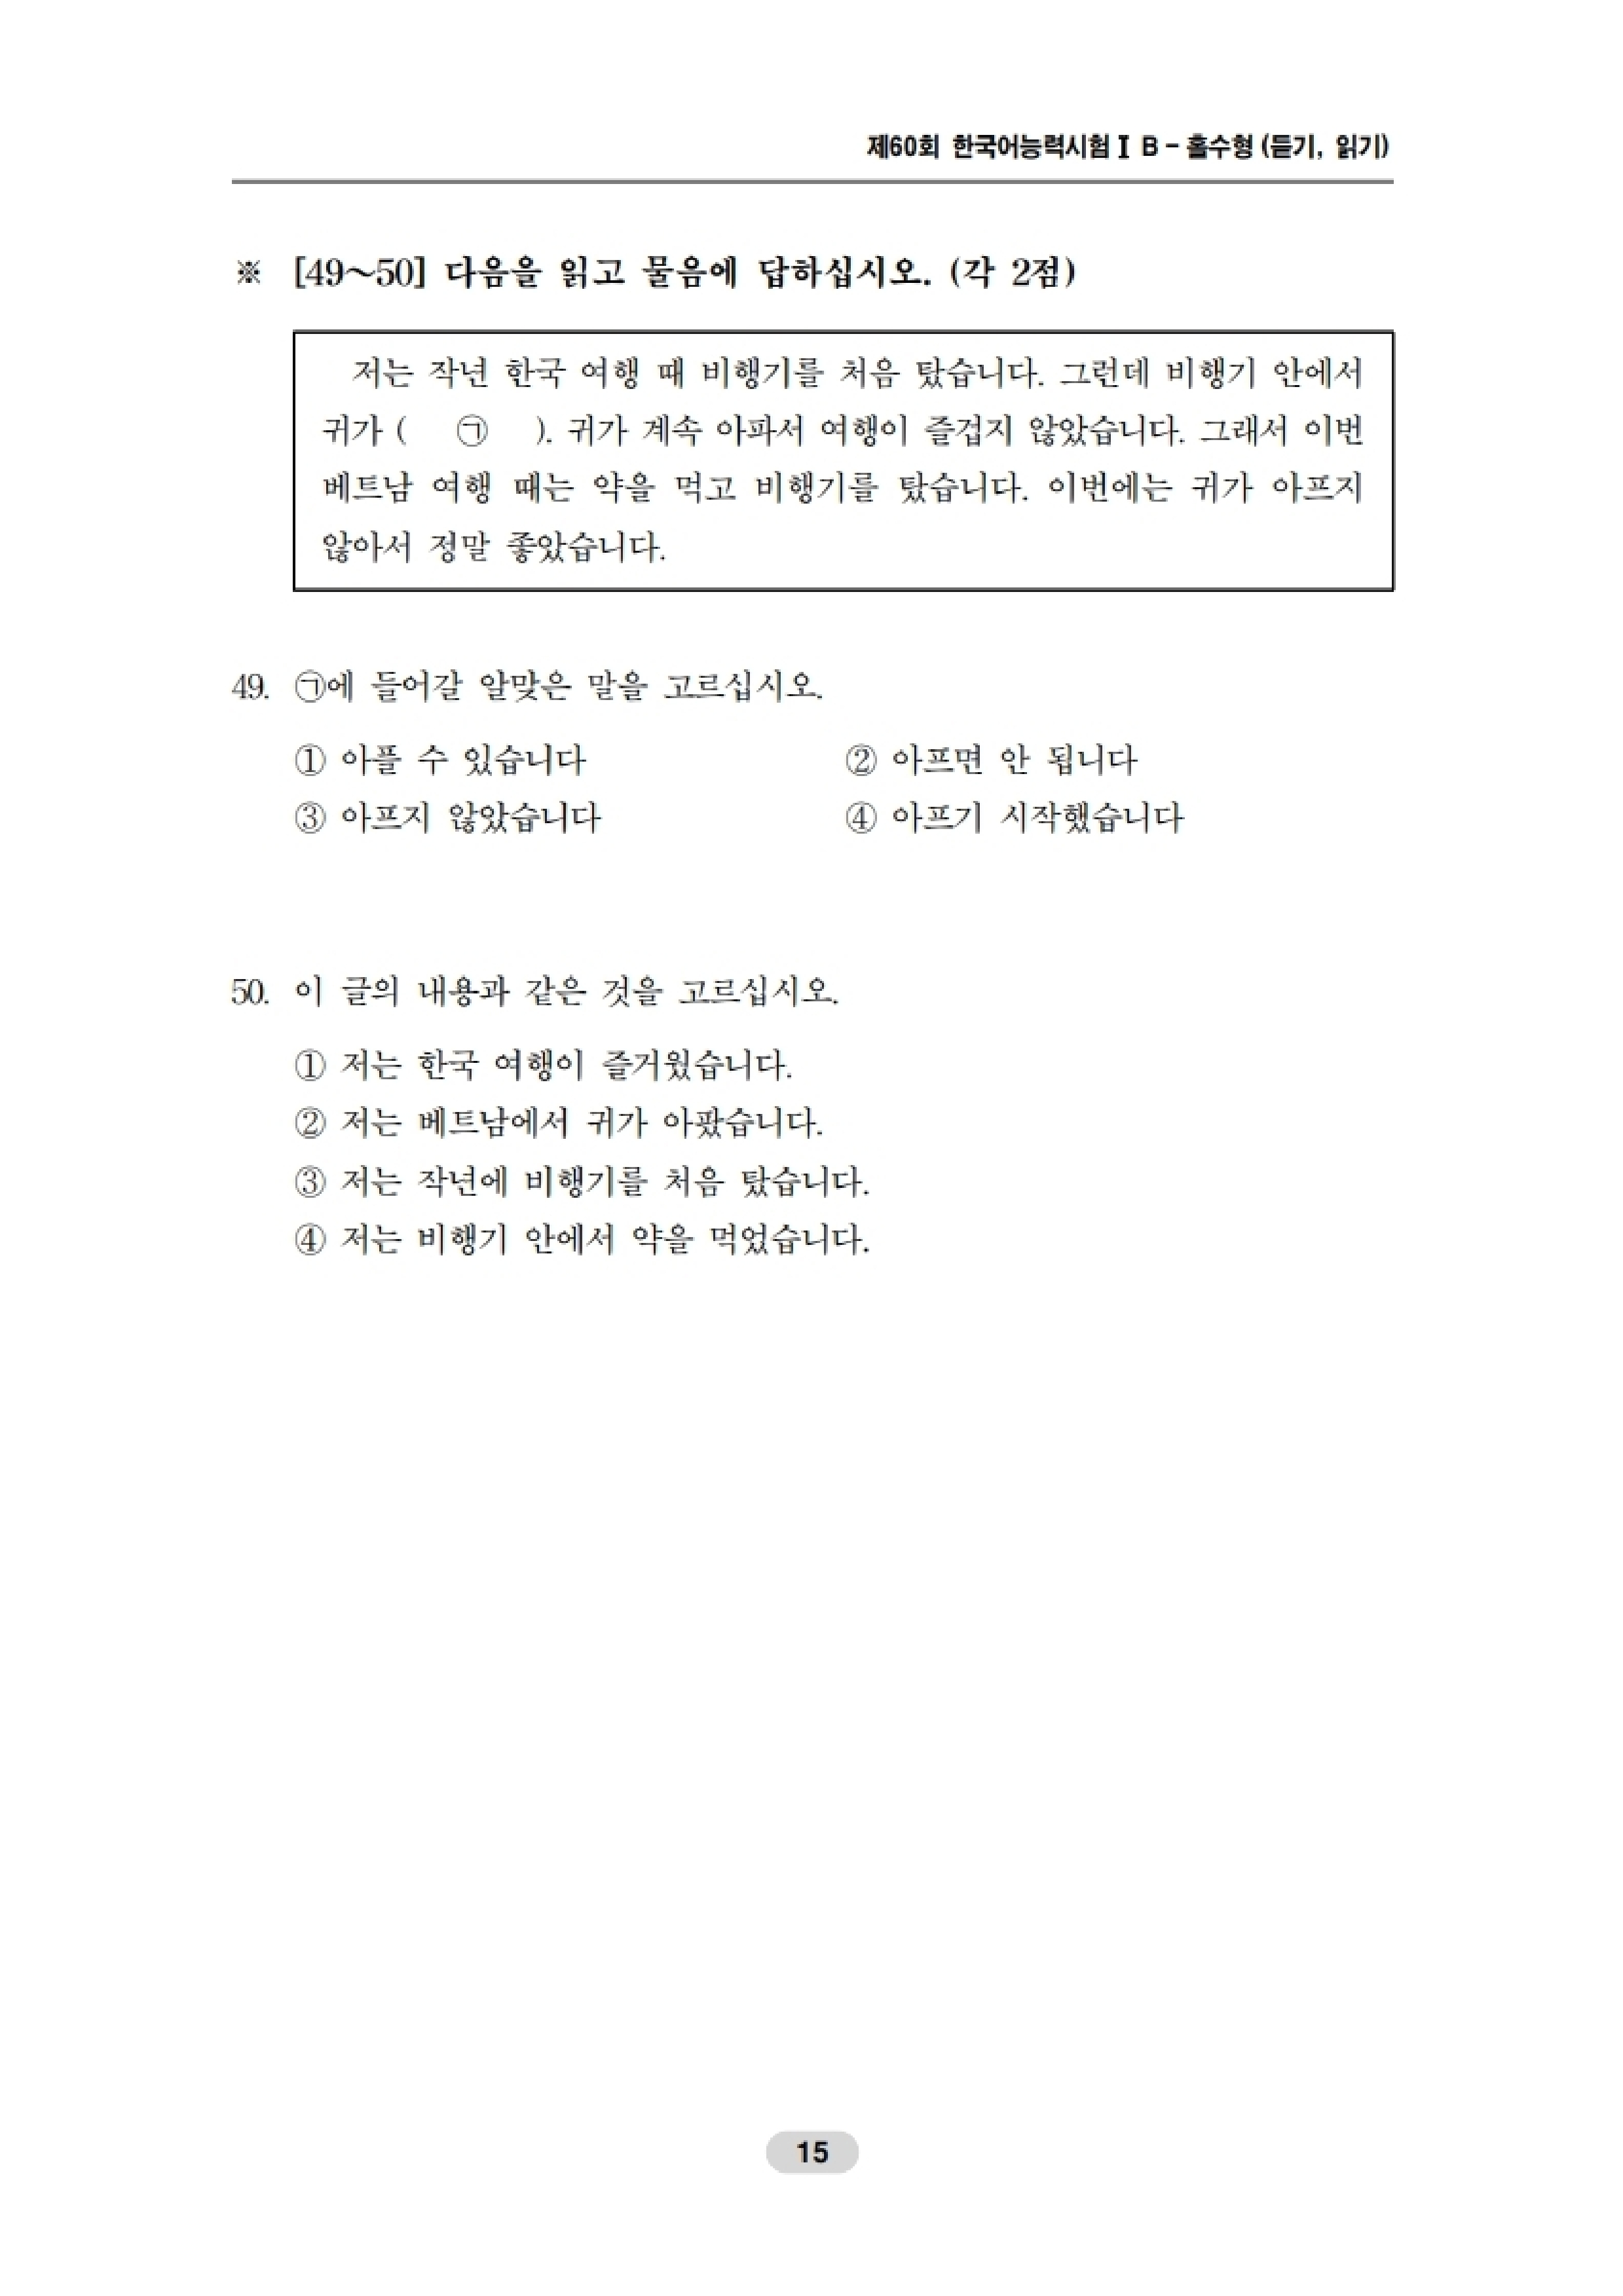 제60회 한국어능력시험Ⅰ B - 홀수형 (듣기, 읽기)
※ [49～50] 다음을 읽고 물음에 답하십시오. (각 2점)
저는 작년 한국 여행 때 비행기를 처음 탔습니다. 그런데 비행기 안에서
귀가 ( ㉠ ). 귀가 계속 아파서 여행이 즐겁지 않았습니다. 그래서 이번
베트남 여행 때는 약을 먹고 비행기를 탔습니다. 이번에는 귀가 아프지
않아서 정말 좋았습니다.
49. ㉠에 들어갈 알맞은 말을 고르십시오.
① 아플 수 있습니다 ② 아프면 안 됩니다
③ 아프지 않았습니다 ④ 아프기 시작했습니다
50. 이 글의 내용과 같은 것을 고르십시오.
① 저는 한국 여행이 즐거웠습니다.
② 저는 베트남에서 귀가 아팠습니다.
③ 저는 작년에 비행기를 처음 탔습니다.
④ 저는 비행기 안에서 약을 먹었습니다.
15